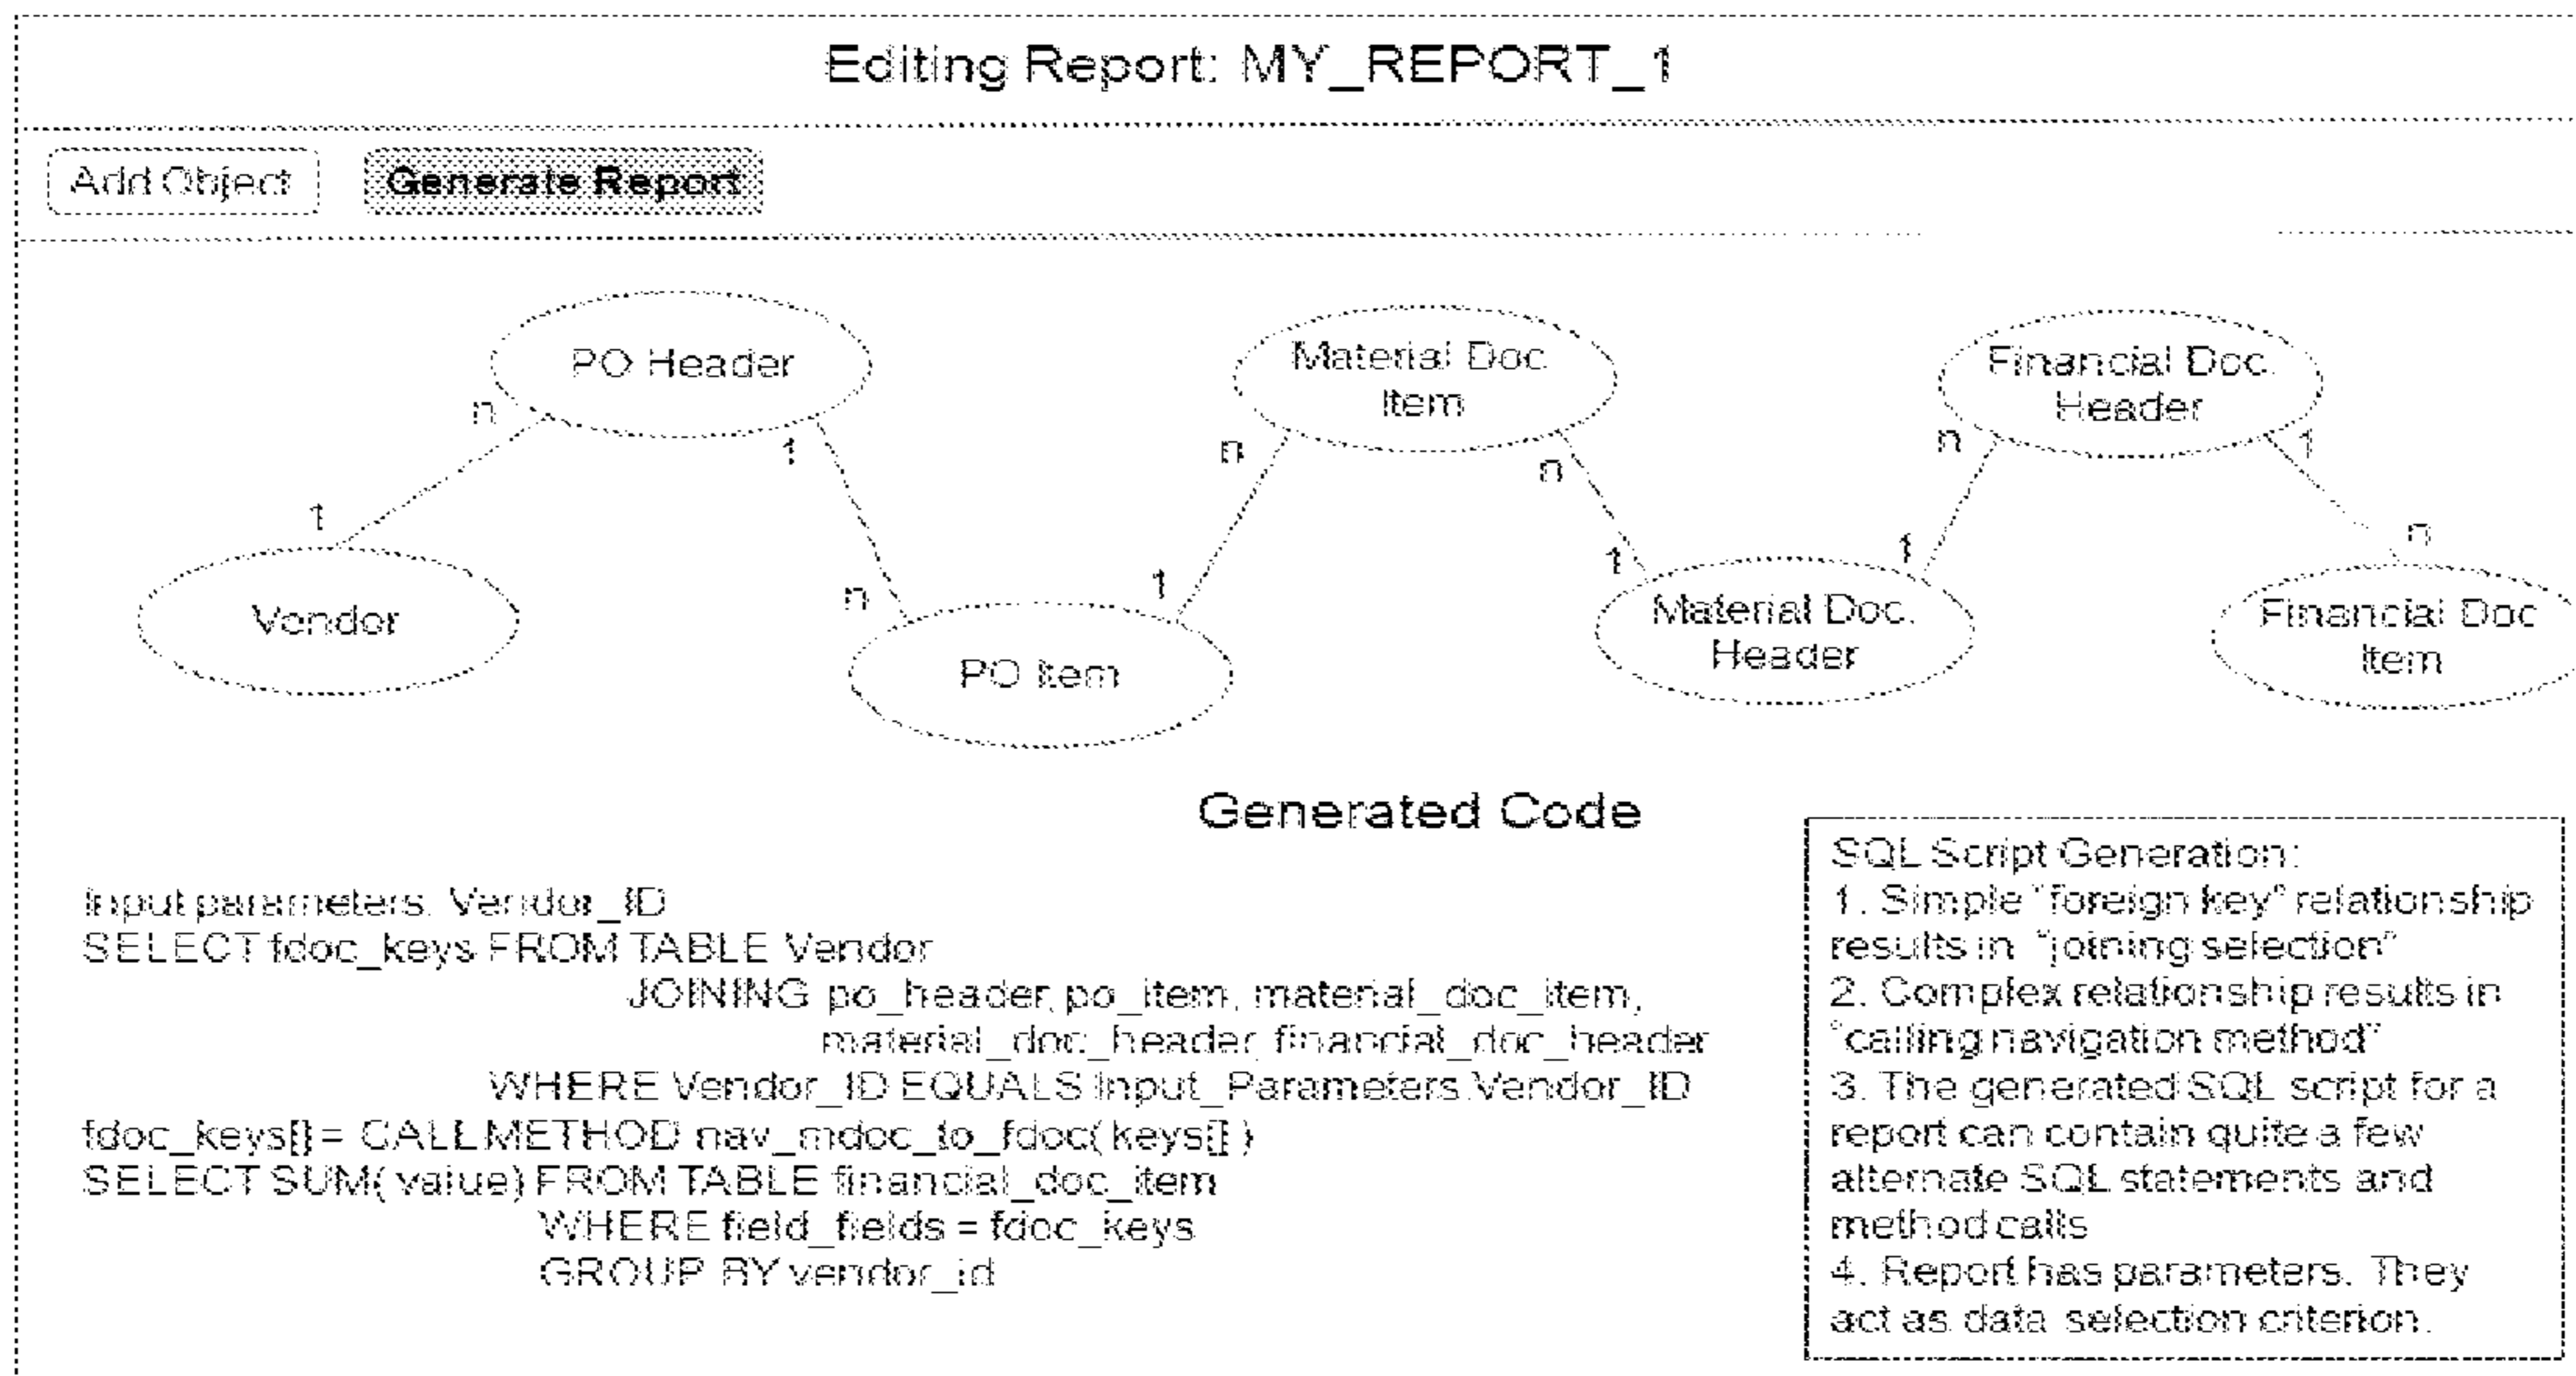 Editing Report: MY_REPORT_1
Add Object
Generate Report
PO Header
Material Doc.
Item
Financial Doc.
Header
n
1
n
n
n
1
1
n
1
1
1
n
Vendor
PO Item
Material Doc.
Header
Financial Doc
Item
Generated Code
Input parameters: Vendor_ID
SELECT fdoc_keys FROM TABLE Vendor
JOINING po_header, po_item, material_doc_item,
material_doc_header, financial_doc_header
WHERE Vendor_ID EQUALS Input_Parameters.Vendor_ID
fdoc_keys[] = CALL METHOD nav_mdoc_to_fdoc( keys[] )
SELECT SUM( value) FROM TABLE financial_doc_item
WHERE field_fields = fdoc_keys
GROUP BY vendor_id
SQL Script Generation:
1. Simple "foreign key" relationship
results in "joining selection"
2. Complex relationship results in
"calling navigation method"
3. The generated SQL script for a
report can contain quite a few
alternate SQL statements and
method calls
4. Report has parameters. They
act as data selection criterion.